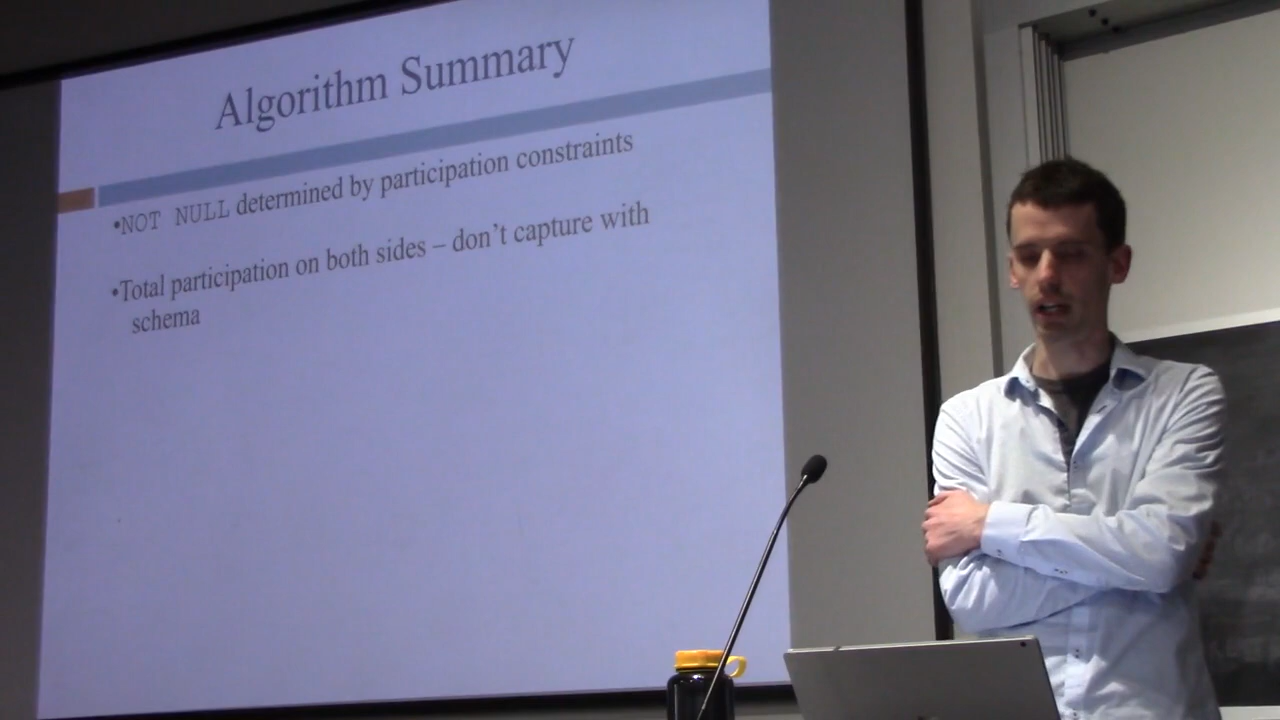 Algorithm Summary
•NOT NULL determined by participation constraints
•Total participation on both sides – don't capture with
schema